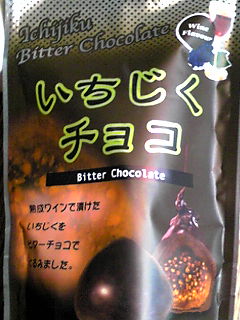 Ichijiku
Bitter Chocolate
Wine
Flavour
いちじく
チョコ
Bitter Chocolate
熟成ワインで漬けた
いちじくを
ビターチョコで
くるみました。